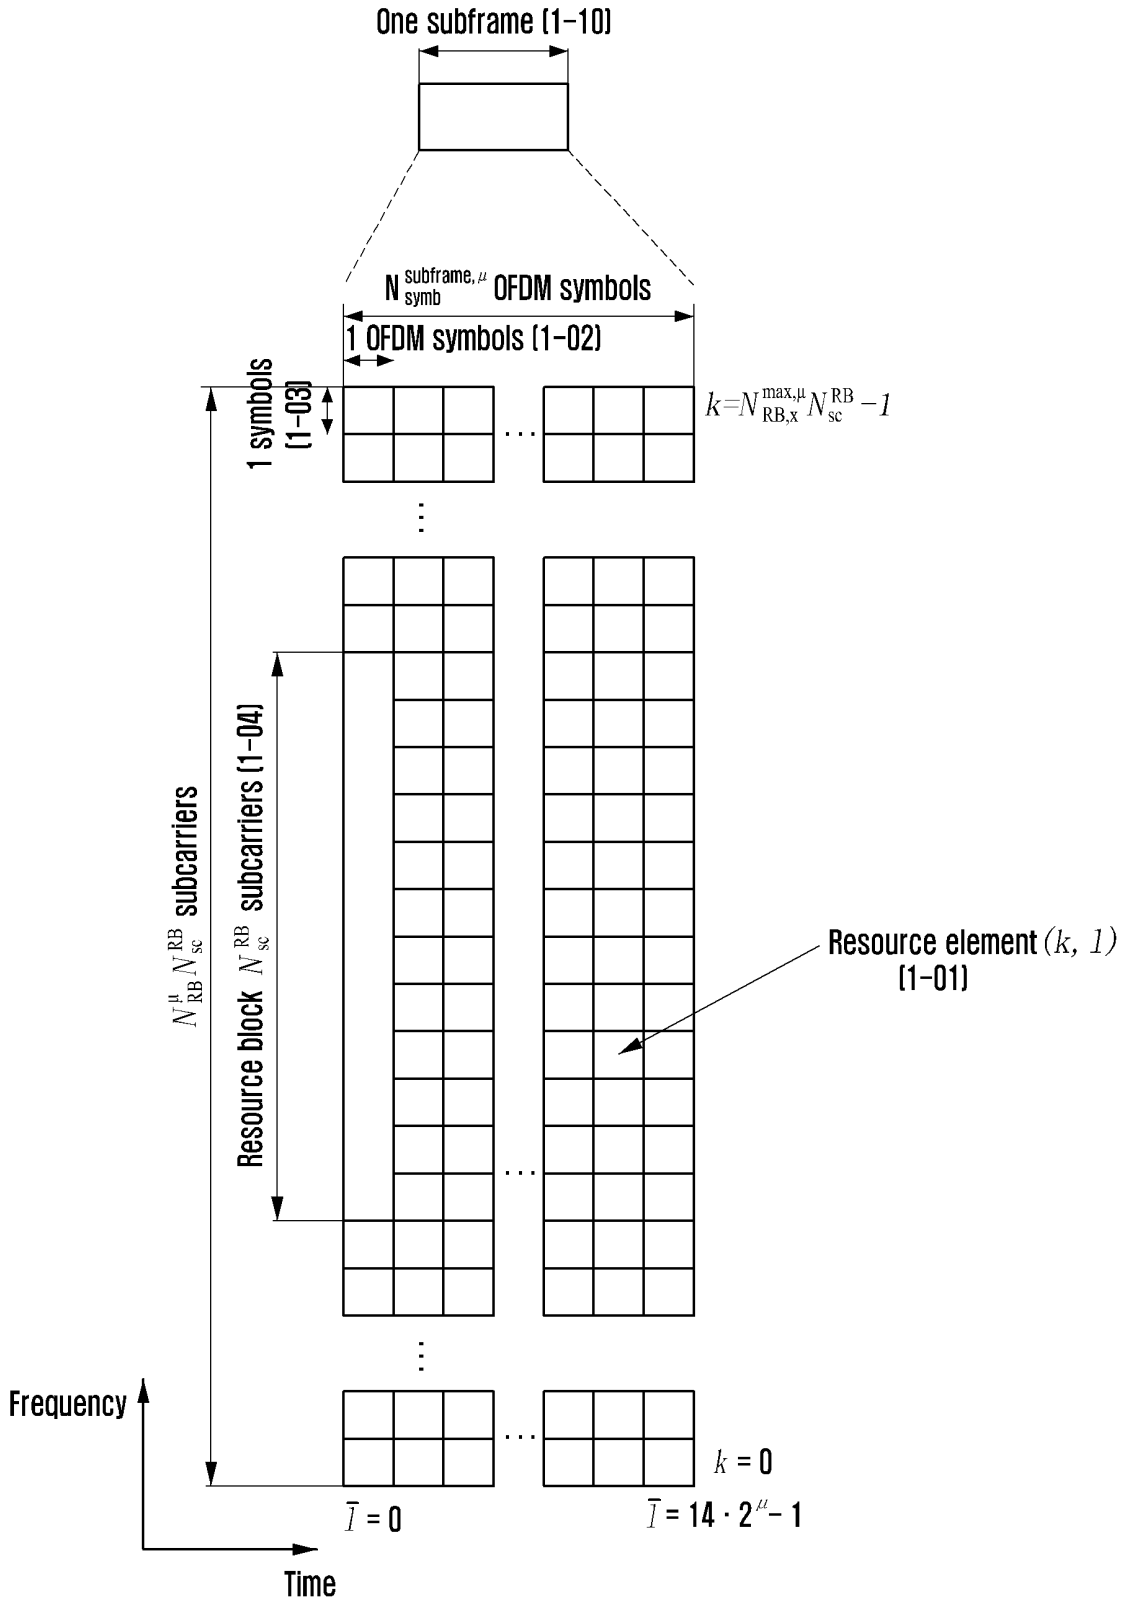 One subframe (1-10)
N subframe, μ symb OFDM symbols
1 OFDM symbols (1-02)
1 symbols
(1-03)
k=N max,μ RB,x N RB sc −1
...
⋮
Resource block N RB sc subcarriers (1-04)
N μ RB N RB sc subcarriers
Resource element (k, 1)
(1-01)
...
⋮
Frequency
...
k = 0
l̄ = 0
l̄ = 14 · 2 μ − 1
Time